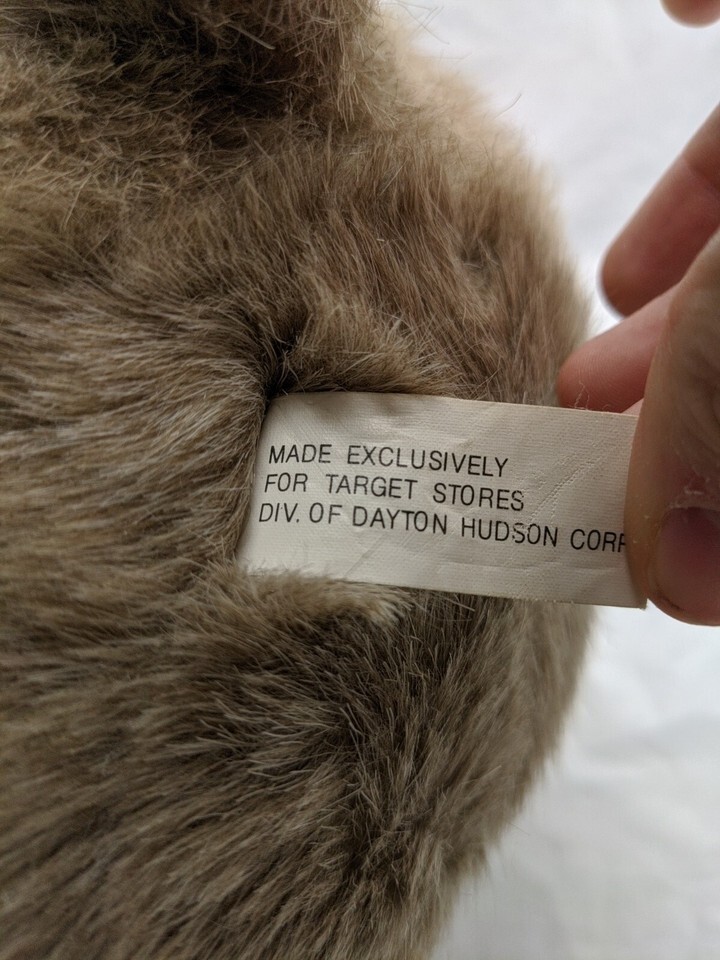 MADE EXCLUSIVELY
FOR TARGET STORES
DIV. OF DAYTON HUDSON CORP